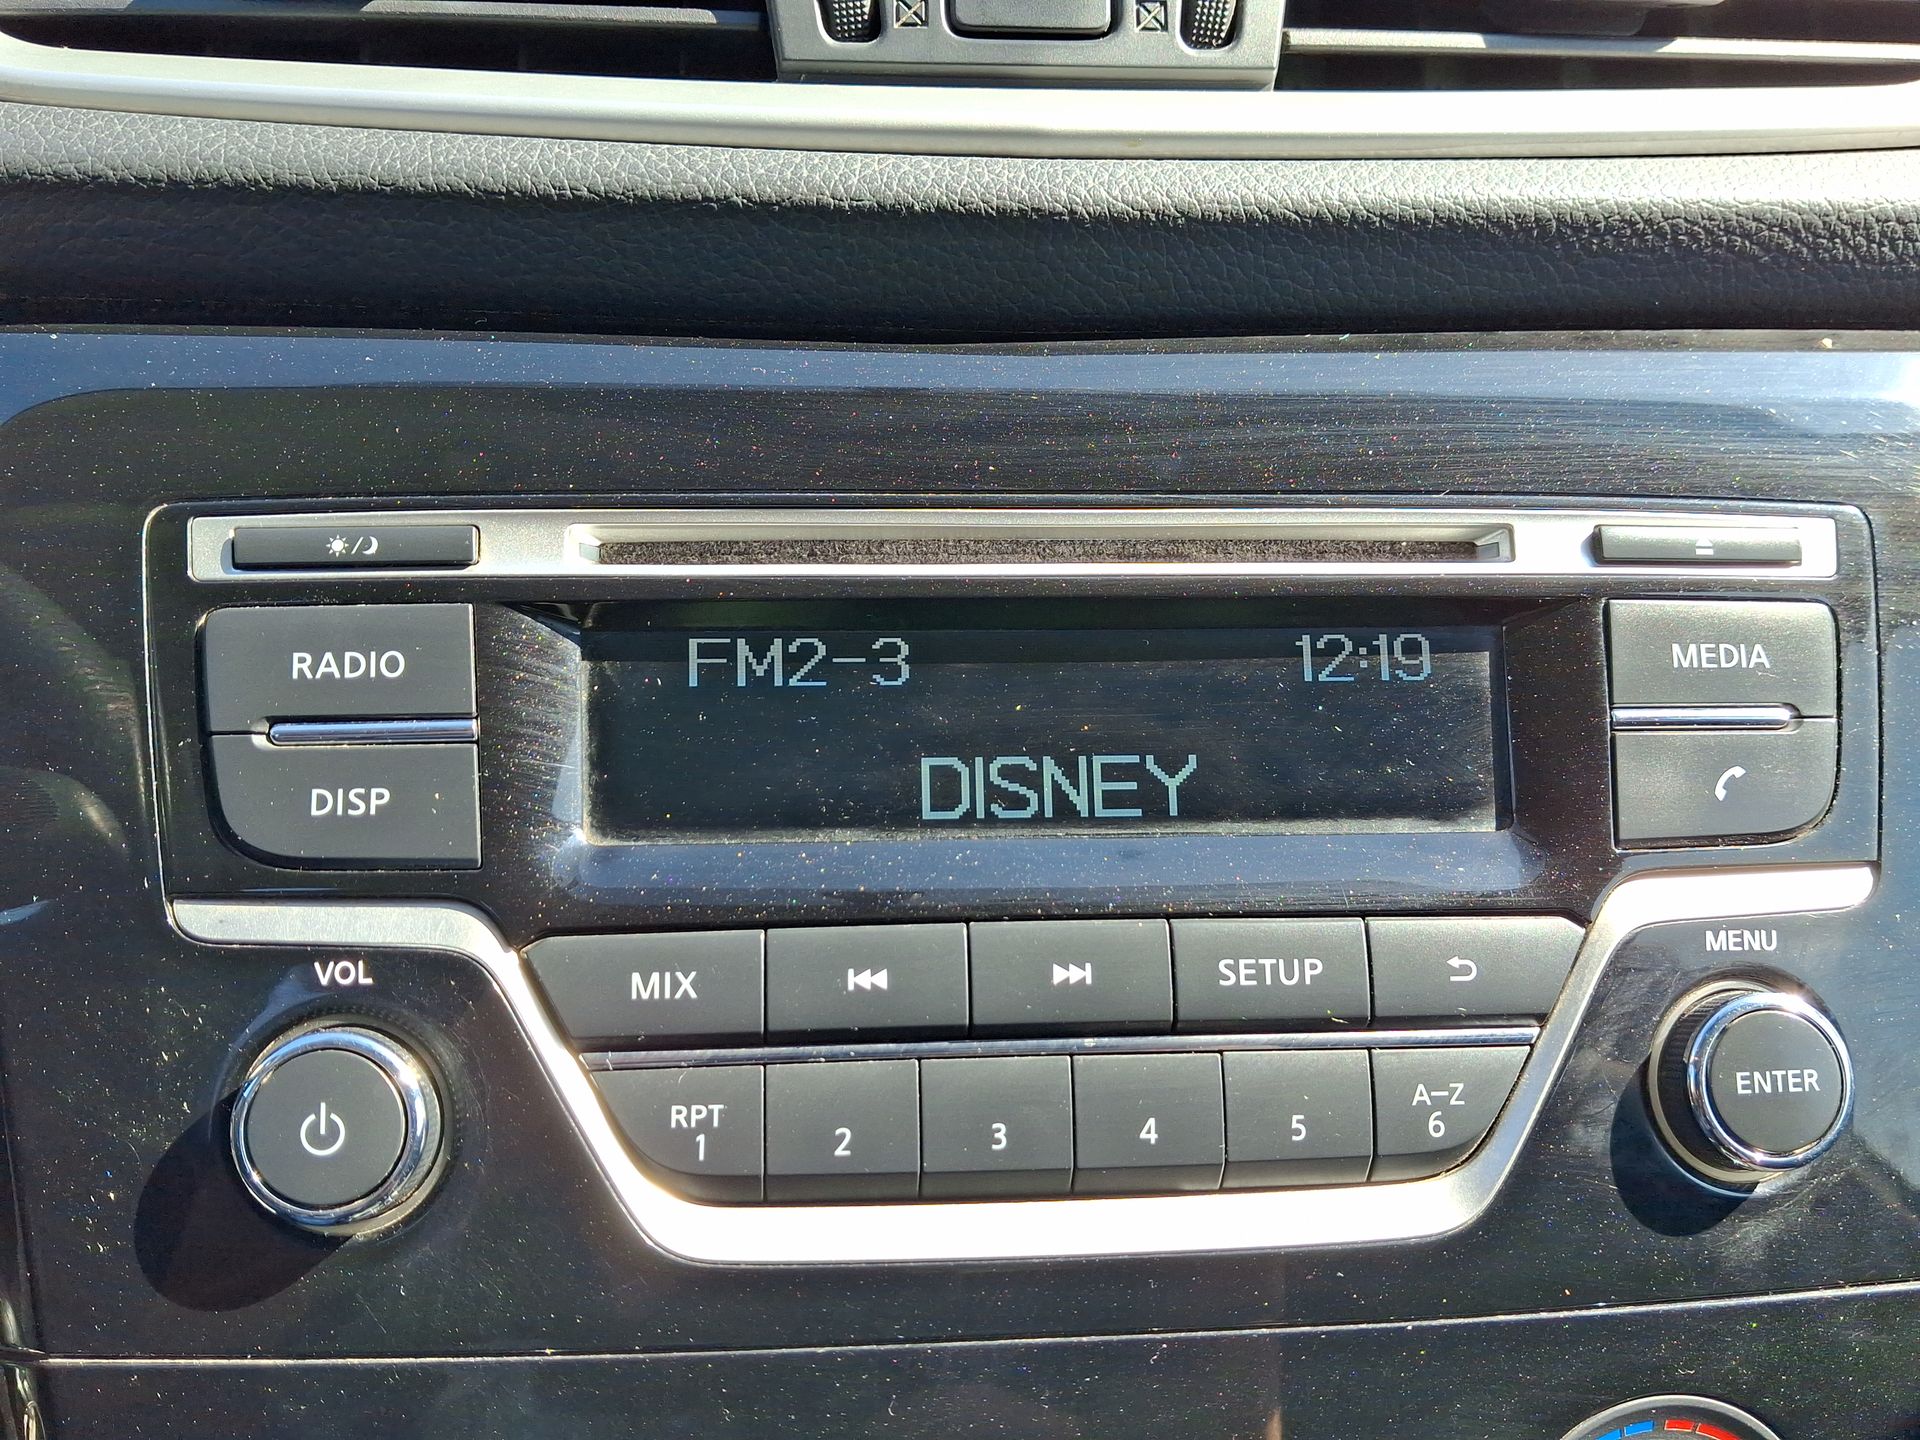 RADIO
DISP
FM2-3 12:19
DISNEY
MEDIA
VOL
MENU
MIX
SETUP
RPT
1
2
3
4
5
A-Z
6
ENTER